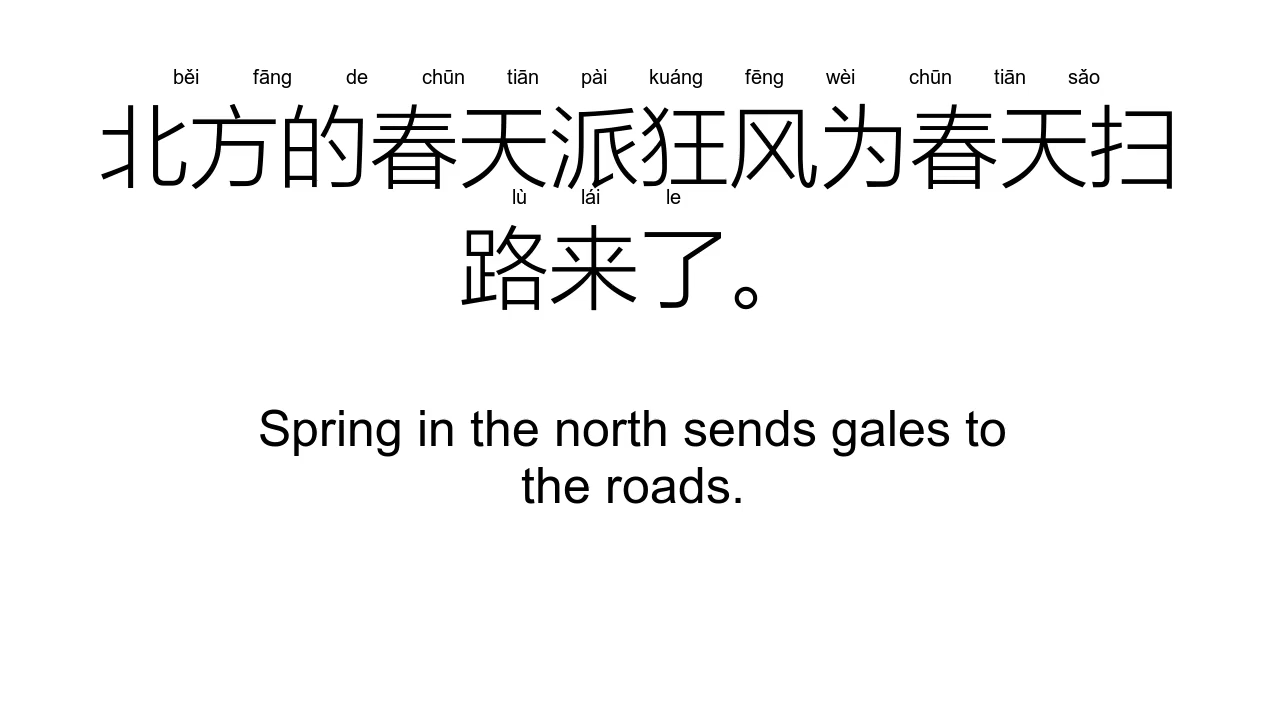 běi fāng de chūn tiān pài kuáng fēng wèi chūn tiān sǎo
北方的春天派狂风为春天扫
lù lái le
路来了。
Spring in the north sends gales to
the roads.